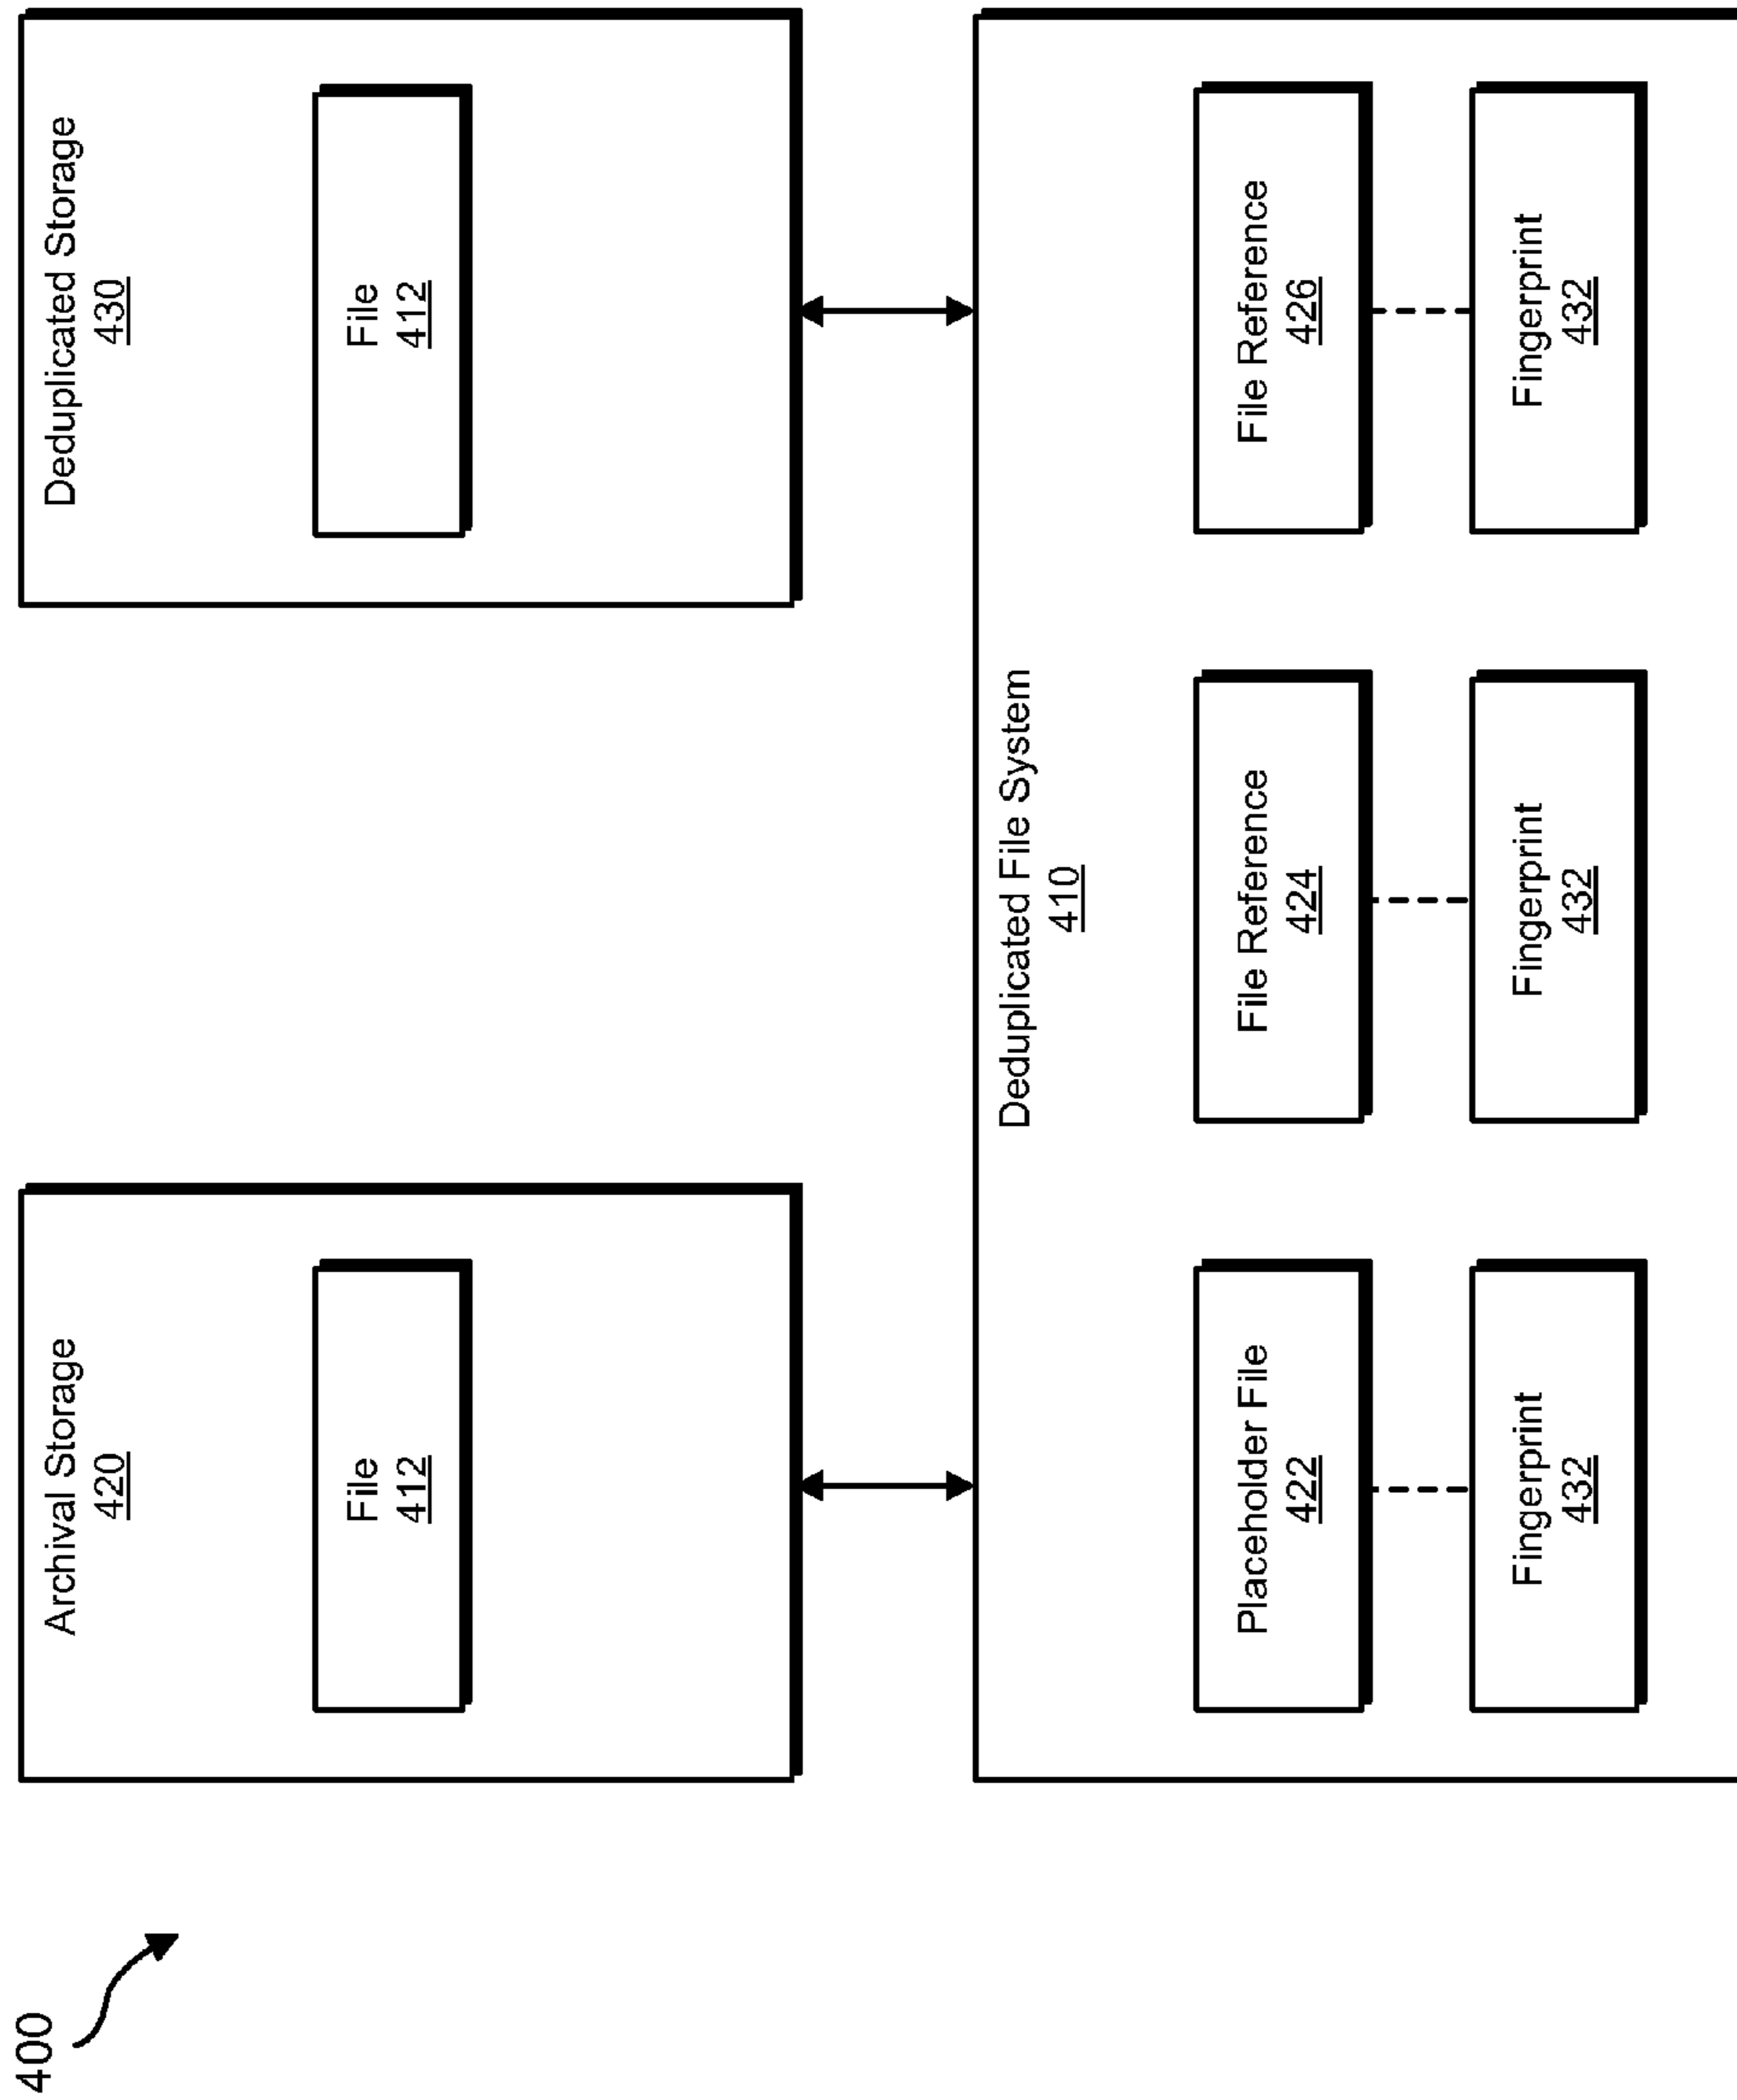 400
Archival Storage
420
File
412
Deduplicated Storage
430
File
412
Deduplicated File System
410
Placeholder File
422
File Reference
424
File Reference
426
Fingerprint
432
Fingerprint
432
Fingerprint
432